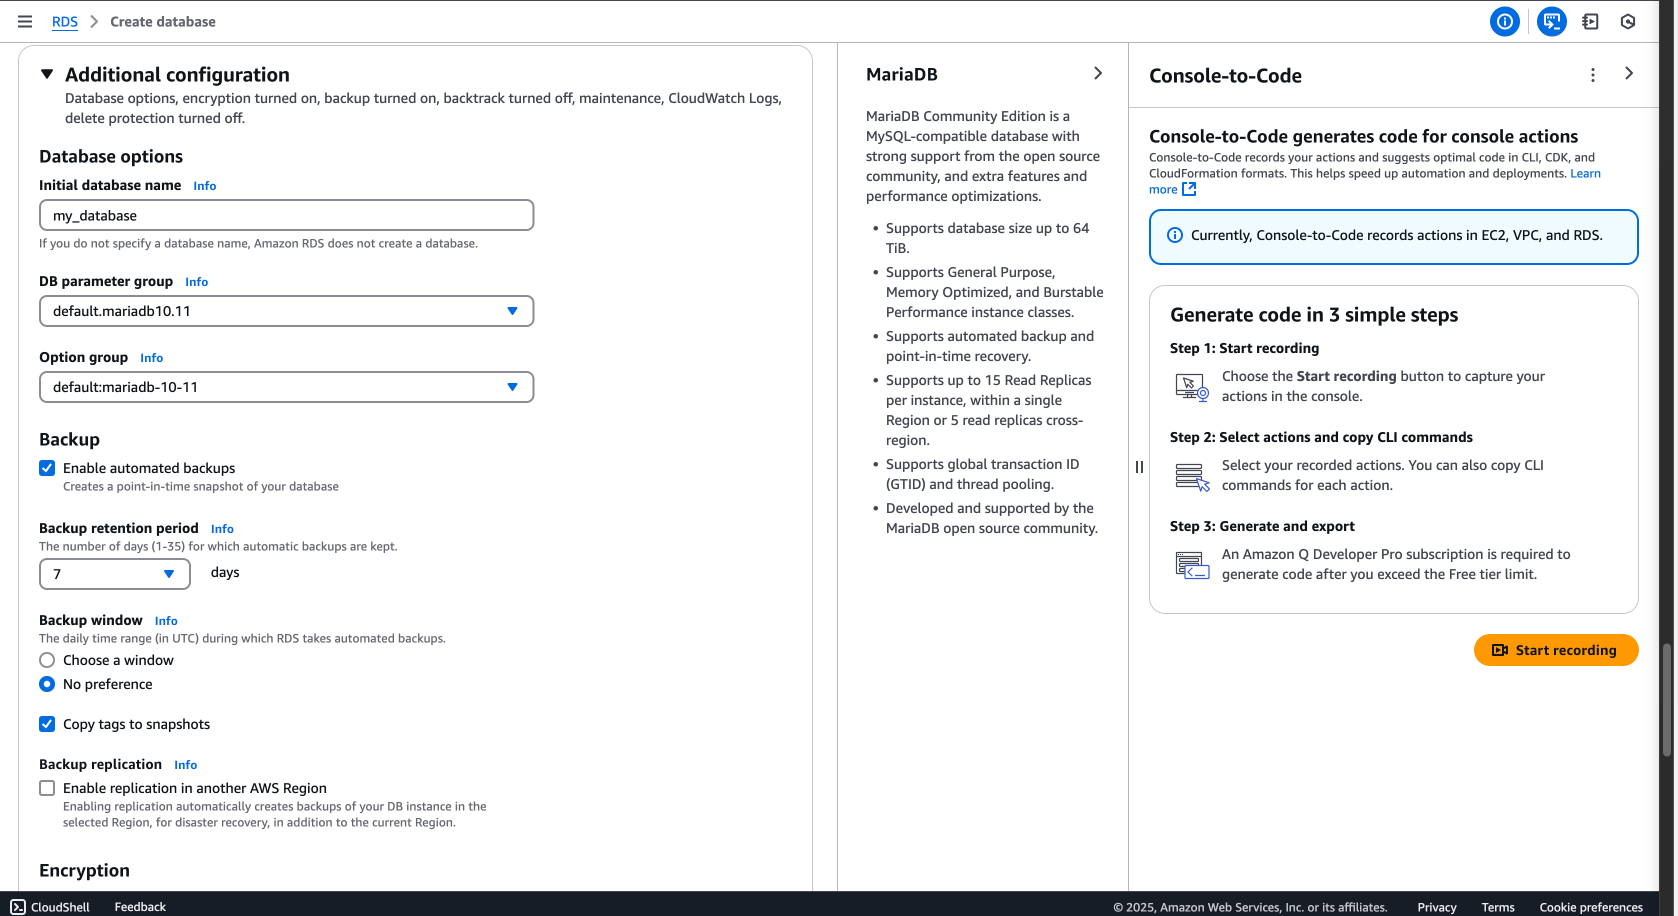 RDS
Create database
Additional configuration
Database options, encryption turned on, backup turned on, backtrack turned off, maintenance, CloudWatch Logs,
delete protection turned off.
Database options
Initial database name Info
my_database
If you do not specify a database name, Amazon RDS does not create a database.
DB parameter group Info
default.mariadb10.11
Option group Info
default:mariadb-10-11
Backup
Enable automated backups
Creates a point-in-time snapshot of your database
Backup retention period Info
The number of days (1-35) for which automatic backups are kept.
7 days
Backup window Info
The daily time range (in UTC) during which RDS takes automated backups.
Choose a window
No preference
Copy tags to snapshots
Backup replication Info
Enable replication in another AWS Region
Enabling replication automatically creates backups of your DB instance in the
selected Region, for disaster recovery, in addition to the current Region.
Encryption
MariaDB
MariaDB Community Edition is a
MySQL-compatible database with
strong support from the open source
community, and extra features and
performance optimizations.
• Supports database size up to 64
TiB.
• Supports General Purpose,
Memory Optimized, and Burstable
Performance instance classes.
• Supports automated backup and
point-in-time recovery.
• Supports up to 15 Read Replicas
per instance, within a single
Region or 5 read replicas cross-
region.
• Supports global transaction ID
(GTID) and thread pooling.
• Developed and supported by the
MariaDB open source community.
Console-to-Code
Console-to-Code generates code for console actions
Console-to-Code records your actions and suggests optimal code in CLI, CDK, and
CloudFormation formats. This helps speed up automation and deployments. Learn
more
Currently, Console-to-Code records actions in EC2, VPC, and RDS.
Generate code in 3 simple steps
Step 1: Start recording
Choose the Start recording button to capture your
actions in the console.
Step 2: Select actions and copy CLI commands
Select your recorded actions. You can also copy CLI
commands for each action.
Step 3: Generate and export
An Amazon Q Developer Pro subscription is required to
generate code after you exceed the Free tier limit.
Start recording
CloudShell
Feedback
© 2025, Amazon Web Services, Inc. or its affiliates.
Privacy
Terms
Cookie preferences